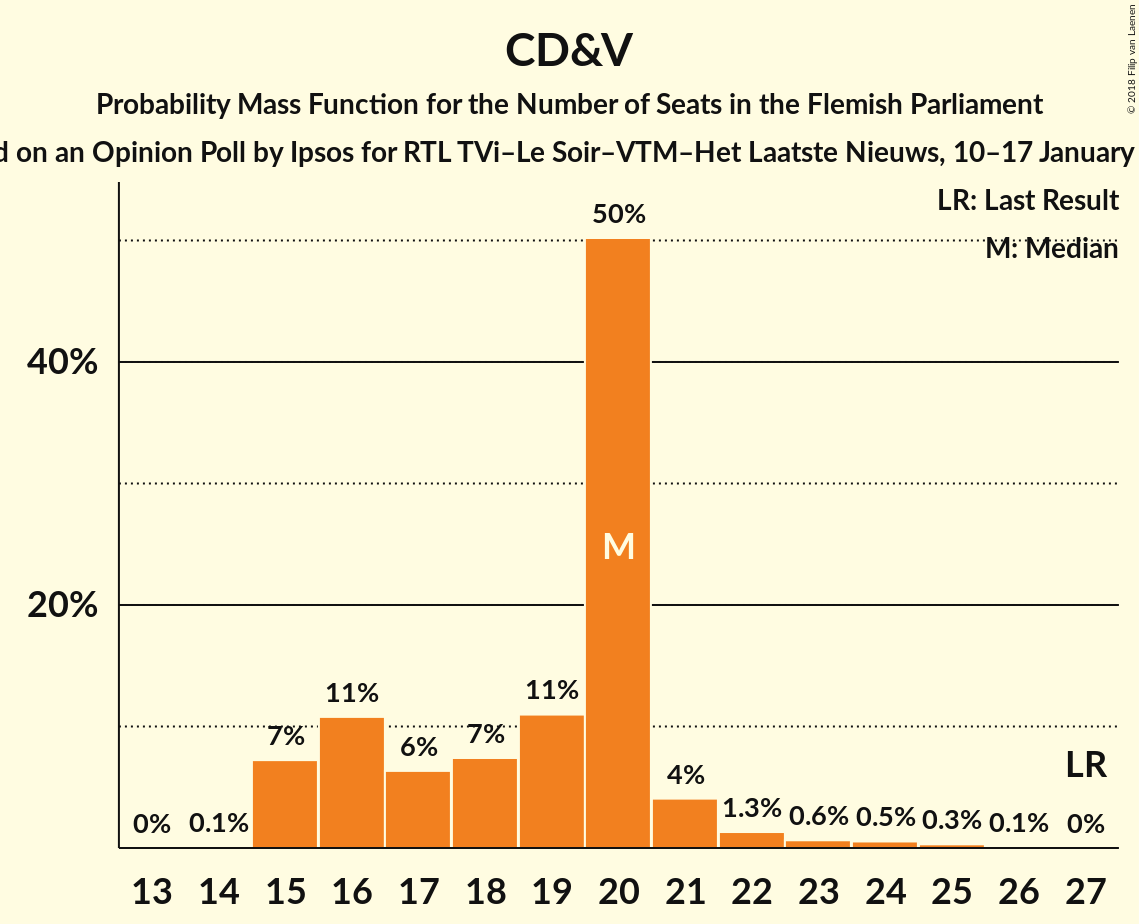 CD&V
Probability Mass Function for the Number of Seats in the Flemish Parliament
on an Opinion Poll by Ipsos for RTL TVi–Le Soir–VTM–Het Laatste Nieuws, 10–17 January
© 2018 Filip van Laenen
LR: Last Result
M: Median
40%
20%
0% 0.1% 7% 11% 6% 7% 11% 50% 4% 1.3% 0.6% 0.5% 0.3% 0.1% 0%
M
LR
13 14 15 16 17 18 19 20 21 22 23 24 25 26 27